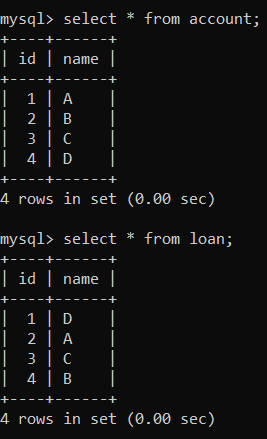 mysql> select * from account;
+----+------+
| id | name |
+----+------+
|  1 | A    |
|  2 | B    |
|  3 | C    |
|  4 | D    |
+----+------+
4 rows in set (0.00 sec)

mysql> select * from loan;
+----+------+
| id | name |
+----+------+
|  1 | D    |
|  2 | A    |
|  3 | C    |
|  4 | B    |
+----+------+
4 rows in set (0.00 sec)